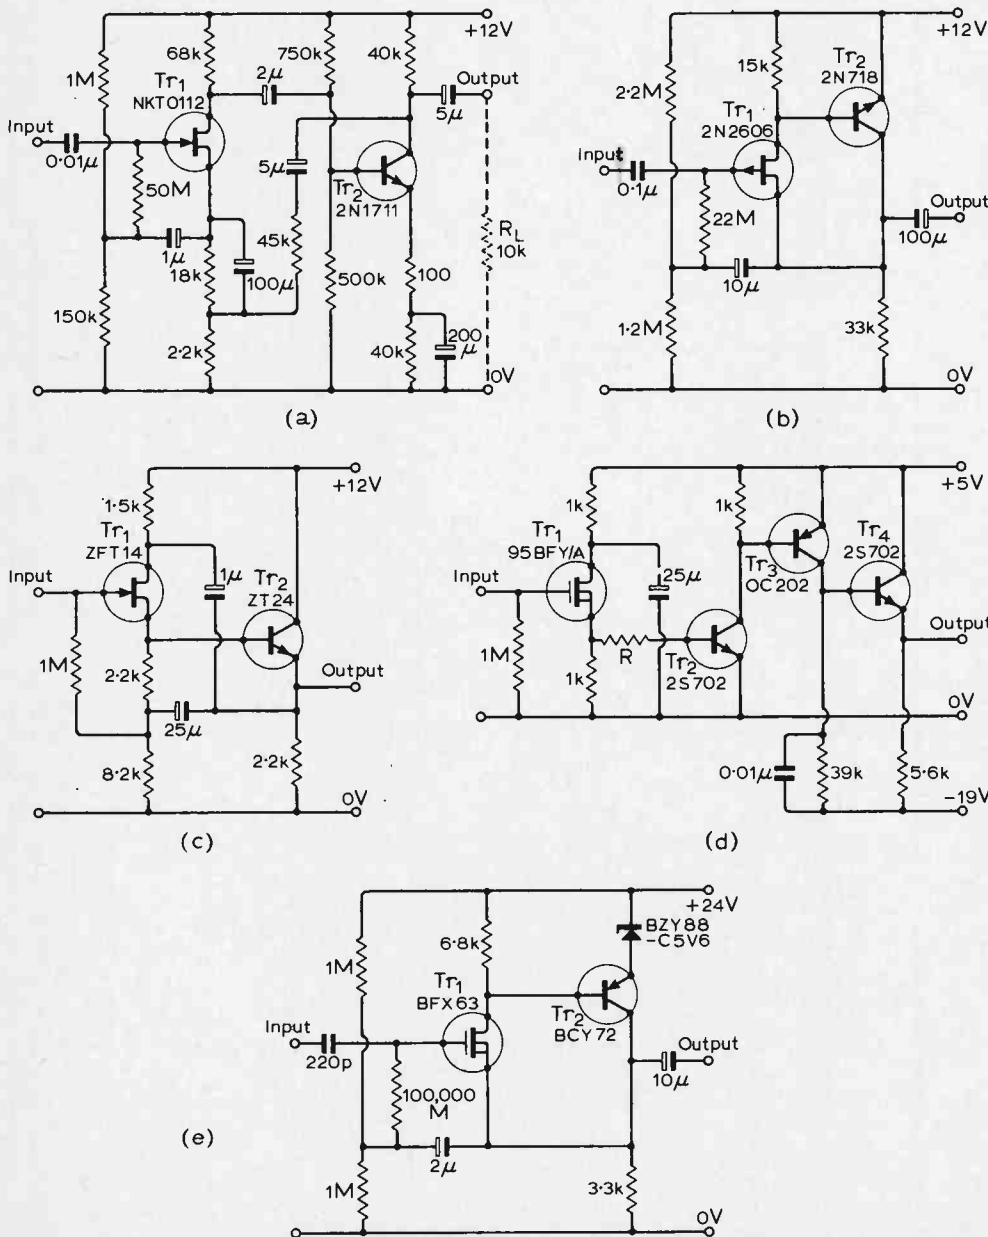 +12V
1M
68k
750k
40k
Output
Tr1
NKT0112
2μ
5μ
Input
0·01μ
50M
5μ
Tr2
2N1711
1μ
45k
RL
10k
18k
100μ
500k
100
150k
2·2k
40k
200
μ
0V
(a)
+12V
15k
Tr2
2N718
2·2M
Tr1
2N2606
Input
0·1μ
22M
Output
100μ
10μ
1·2M
33k
0V
(b)
+12V
1·5k
Tr1
ZFT14
Input
1μ
Tr2
ZT24
1M
2·2k
Output
25μ
8·2k
2·2k
0V
(c)
+5V
1k
1k
Tr1
95BFY/A
Tr4
2S702
Input
25μ
Tr3
OC202
1M
R
Output
1k
Tr2
2S702
0V
0·01μ
39k
5·6k
-19V
(d)
+24V
BZY88
-C5V6
6·8k
1M
Tr1
BFX63
Tr2
BCY72
Input
220p
Output
10μ
100,000
M
2μ
1M
3·3k
0V
(e)